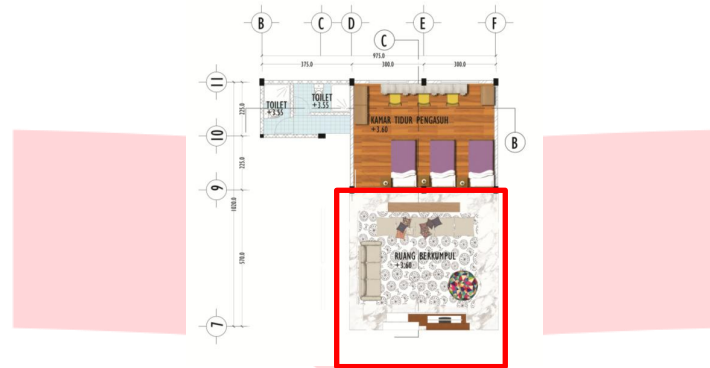 B C D E F
C
975.0
375.0 300.0 300.0
11
TOILET
+3.55
TOILET
+3.55
225.0
KAMAR TIDUR PENGASUH
+3.60
10
B
225.0
9
1020.0
RUANG BERKUMPUL
+3.60
570.0
7